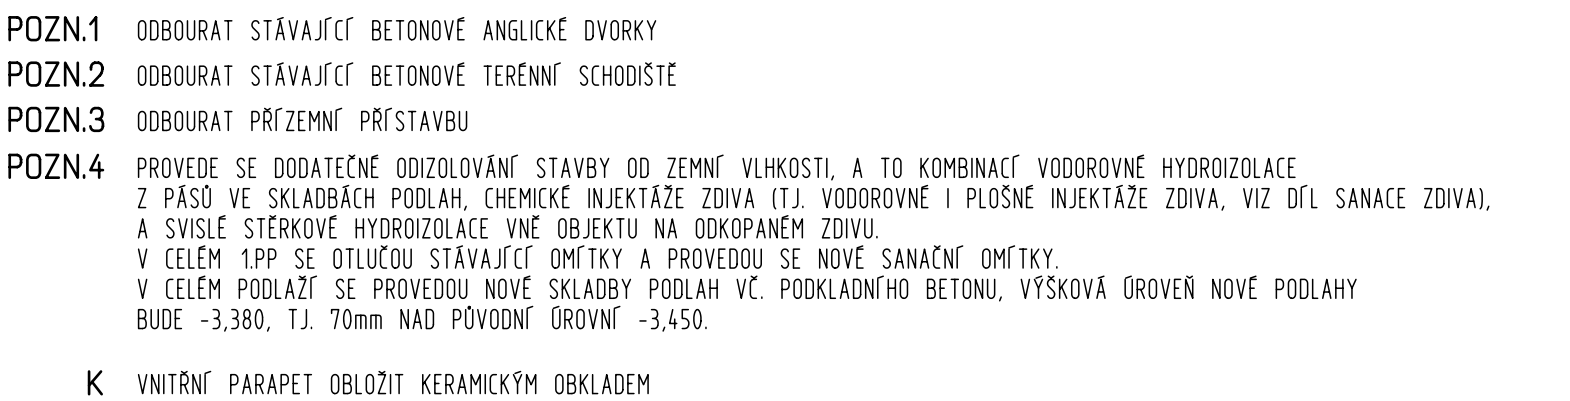 POZN.1 ODBOURAT STÁVAJÍCÍ BETONOVÉ ANGLICKÉ DVORKY
POZN.2 ODBOURAT STÁVAJÍCÍ BETONOVÉ TERÉNNÍ SCHODIŠTĚ
POZN.3 ODBOURAT PŘÍZEMNÍ PŘÍSTAVBU
POZN.4 PROVEDE SE DODATEČNÉ ODIZOLOVÁNÍ STAVBY OD ZEMNÍ VLHKOSTI, A TO KOMBINACÍ VODOROVNÉ HYDROIZOLACE
Z PÁSŮ VE SKLADBÁCH PODLAH, CHEMICKÉ INJEKTÁŽE ZDIVA (TJ. VODOROVNÉ I PLOŠNÉ INJEKTÁŽE ZDIVA, VIZ DÍL SANACE ZDIVA),
A SVISLÉ STĚRKOVÉ HYDROIZOLACE VNĚ OBJEKTU NA ODKOPANÉM ZDIVU.
V CELÉM 1.PP SE OTLUČOU STÁVAJÍCÍ OMÍTKY A PROVEDOU SE NOVÉ SANAČNÍ OMÍTKY.
V CELÉM PODLAŽÍ SE PROVEDOU NOVÉ SKLADBY PODLAH VČ. PODKLADNÍHO BETONU, VÝŠKOVÁ ÚROVEŇ NOVÉ PODLAHY
BUDE -3,380, TJ. 70mm NAD PŮVODNÍ ÚROVNÍ -3,450.
K VNITŘNÍ PARAPET OBLOŽIT KERAMICKÝM OBKLADEM